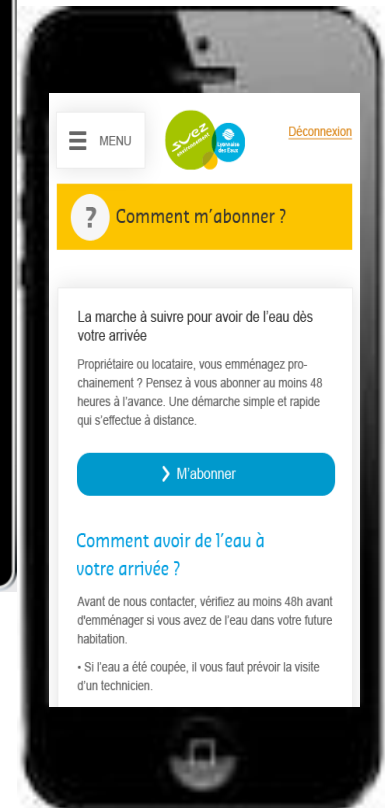 MENU
suez
environnement
Lyonnaise
des Eaux
Déconnexion
?
Comment m'abonner ?
La marche à suivre pour avoir de l'eau dès
votre arrivée
Propriétaire ou locataire, vous emménagez pro-
chainement ? Pensez à vous abonner au moins 48
heures à l'avance. Une démarche simple et rapide
qui s'effectue à distance.
M'abonner
Comment avoir de l'eau à
votre arrivée ?
Avant de nous contacter, vérifiez au moins 48h avant
d'emménager si vous avez de l'eau dans votre future
habitation.
• Si l'eau a été coupée, il vous faut prévoir la visite
d'un technicien.